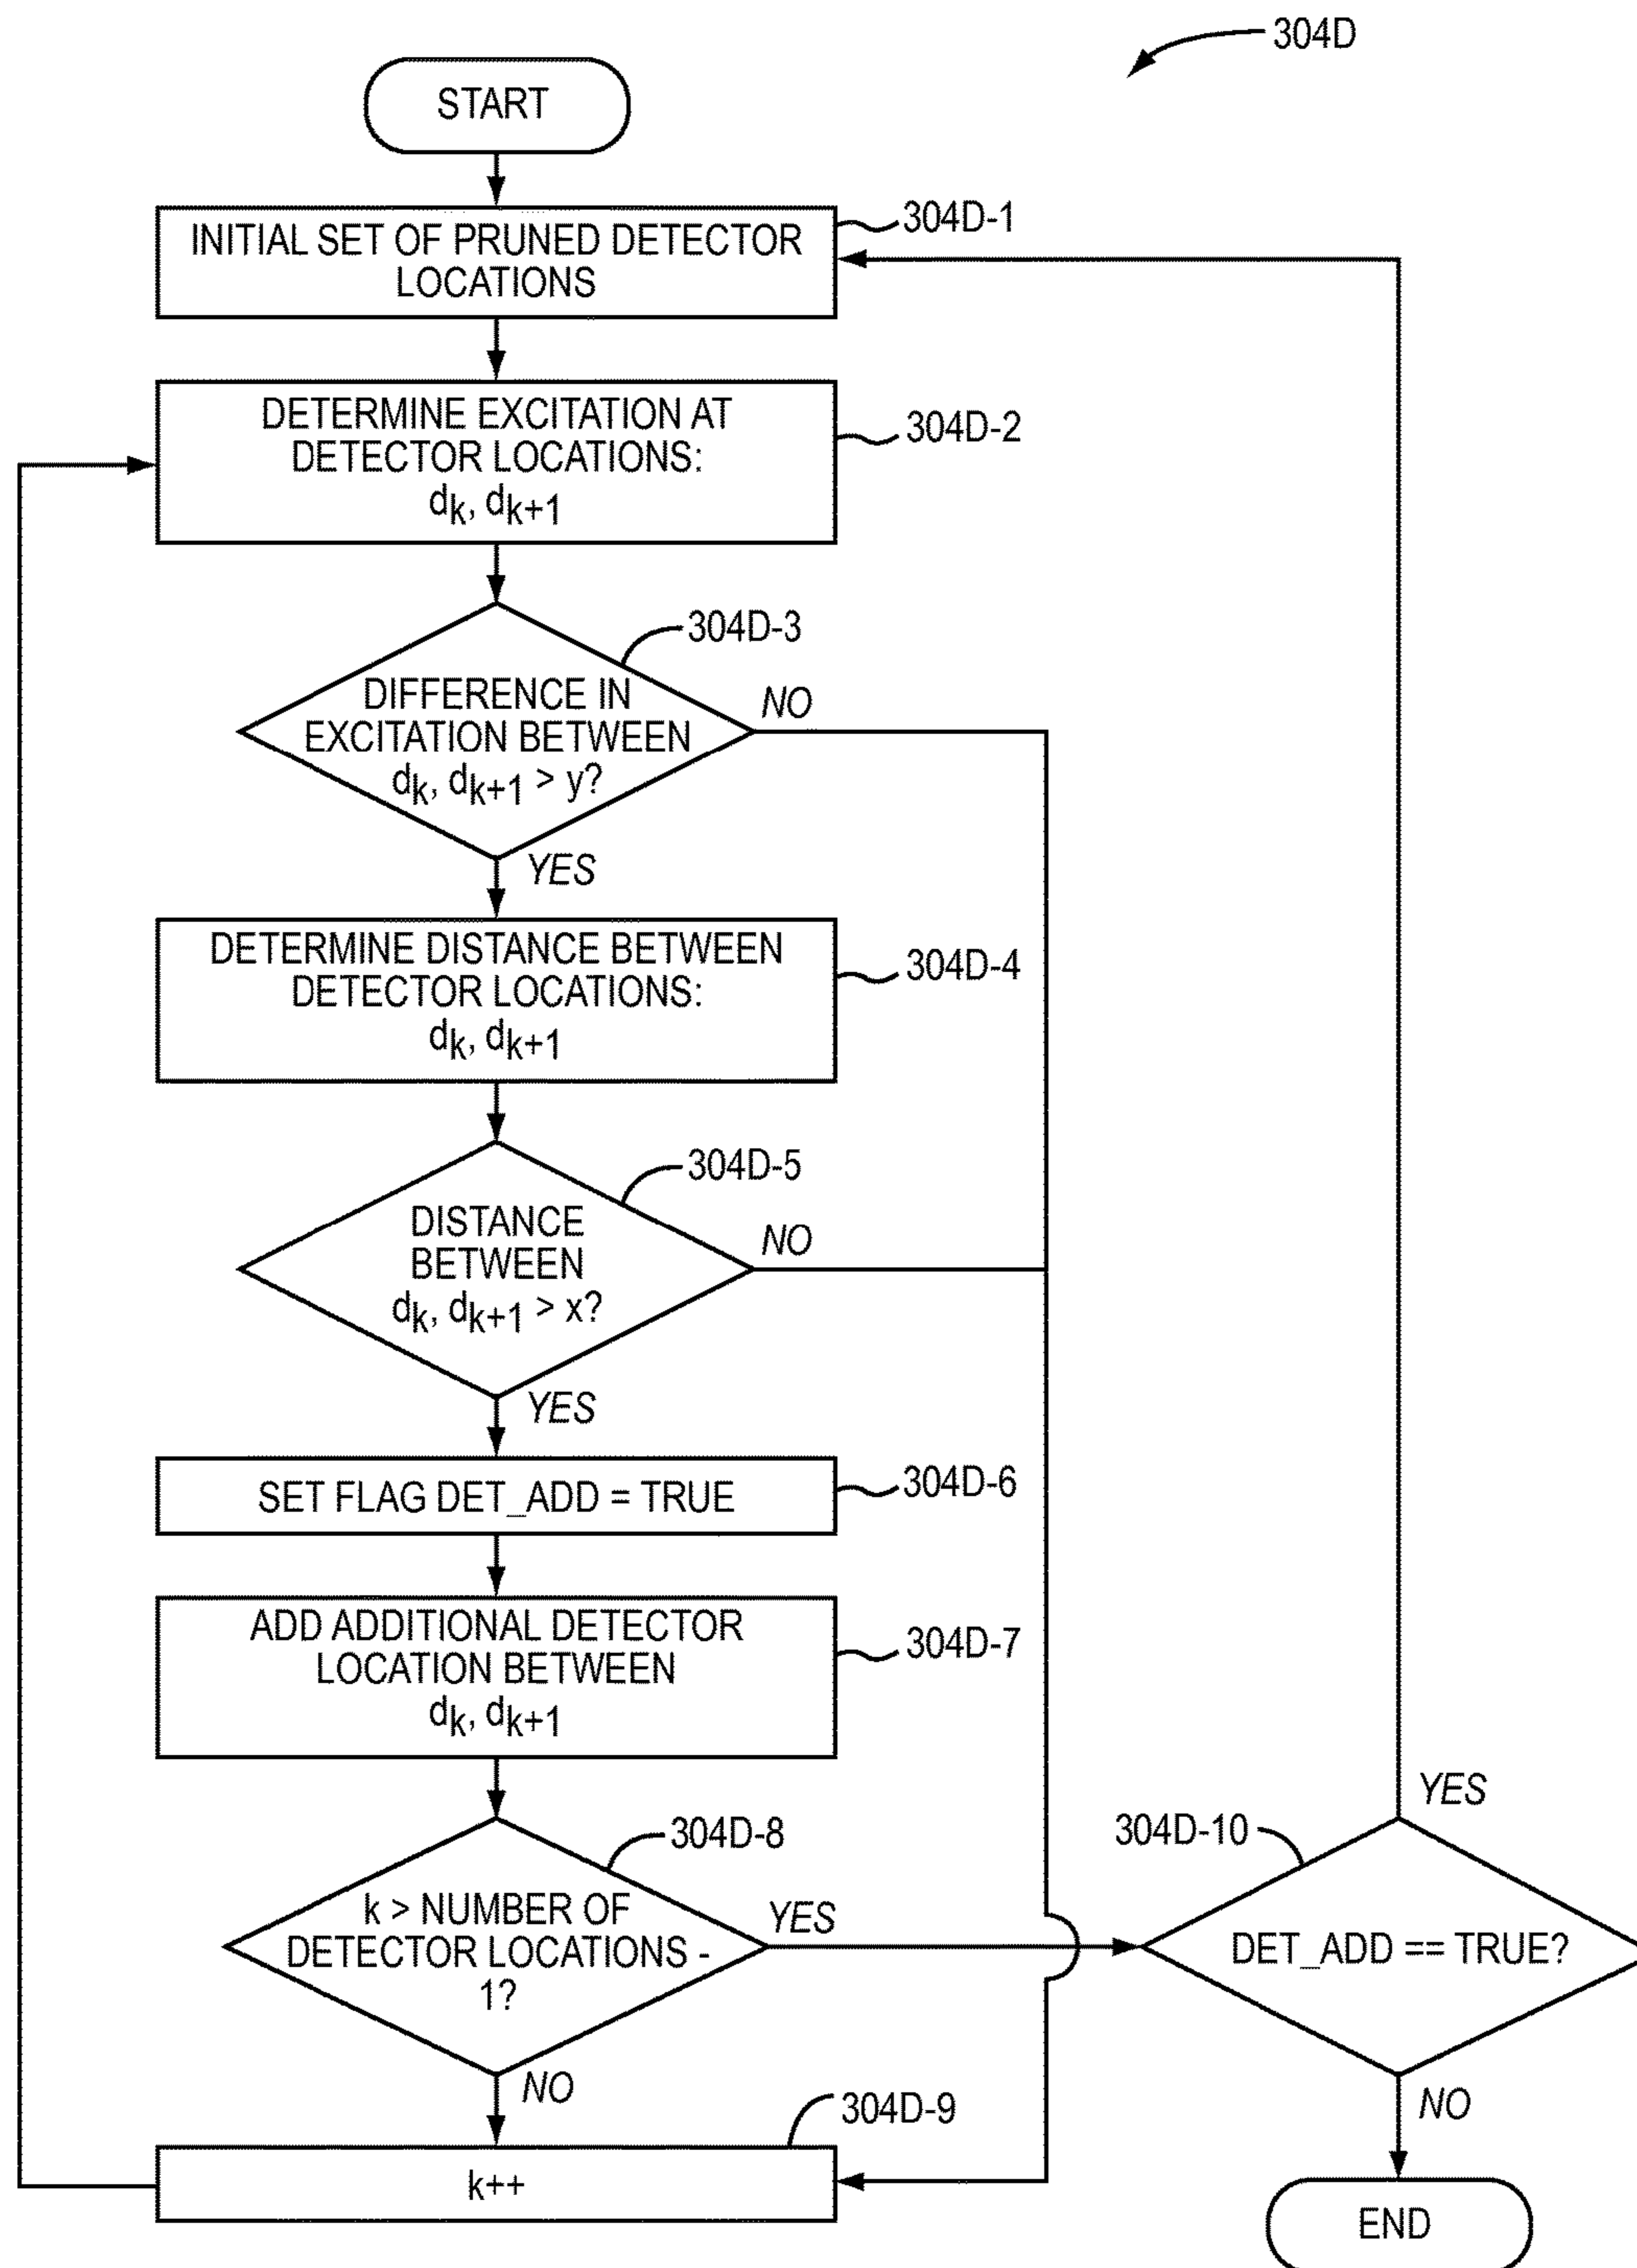 304D
START
INITIAL SET OF PRUNED DETECTOR
LOCATIONS
304D-1
DETERMINE EXCITATION AT
DETECTOR LOCATIONS:
dk, dk+1
304D-2
304D-3
DIFFERENCE IN
EXCITATION BETWEEN
dk, dk+1 > y?
NO
YES
DETERMINE DISTANCE BETWEEN
DETECTOR LOCATIONS:
dk, dk+1
304D-4
304D-5
DISTANCE
BETWEEN
dk, dk+1 > x?
NO
YES
SET FLAG DET_ADD = TRUE
304D-6
ADD ADDITIONAL DETECTOR
LOCATION BETWEEN
dk, dk+1
304D-7
304D-8
k > NUMBER OF
DETECTOR LOCATIONS -
1?
YES
NO
304D-9
k++
304D-10
YES
DET_ADD == TRUE?
NO
END